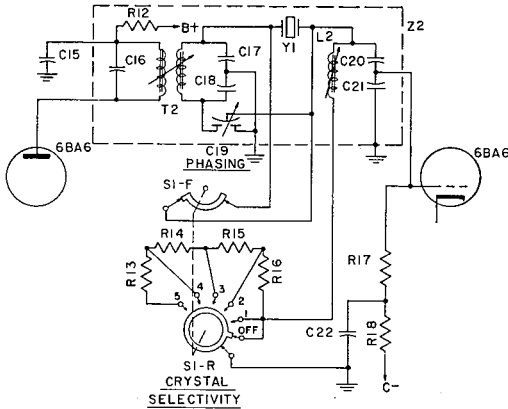 R12
B+
C15
C16
T2
C17
C18
Y1
L2
Z2
C20
C21
C19
PHASING
6BA6
6BA6
S1-F
R14
R15
R13
R16
5
4
3
2
1
OFF
R17
C22
R18
C-
S1-R
CRYSTAL
SELECTIVITY